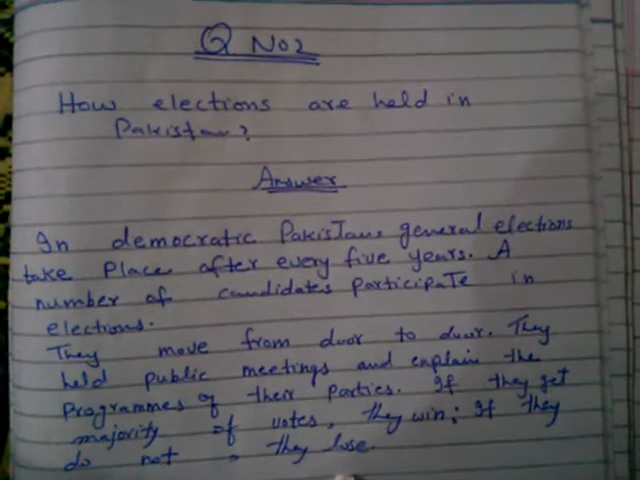 Q No2
How elections are held in
Pakistan?
Answer
In democratic Pakistan, general elections
take Place after every five years. A
number of candidates participate in
elections.
They move from door to door. They
held public meetings and explain the
Programmes of their parties. If they get
majority of votes, they win; If they
do not, they lose.